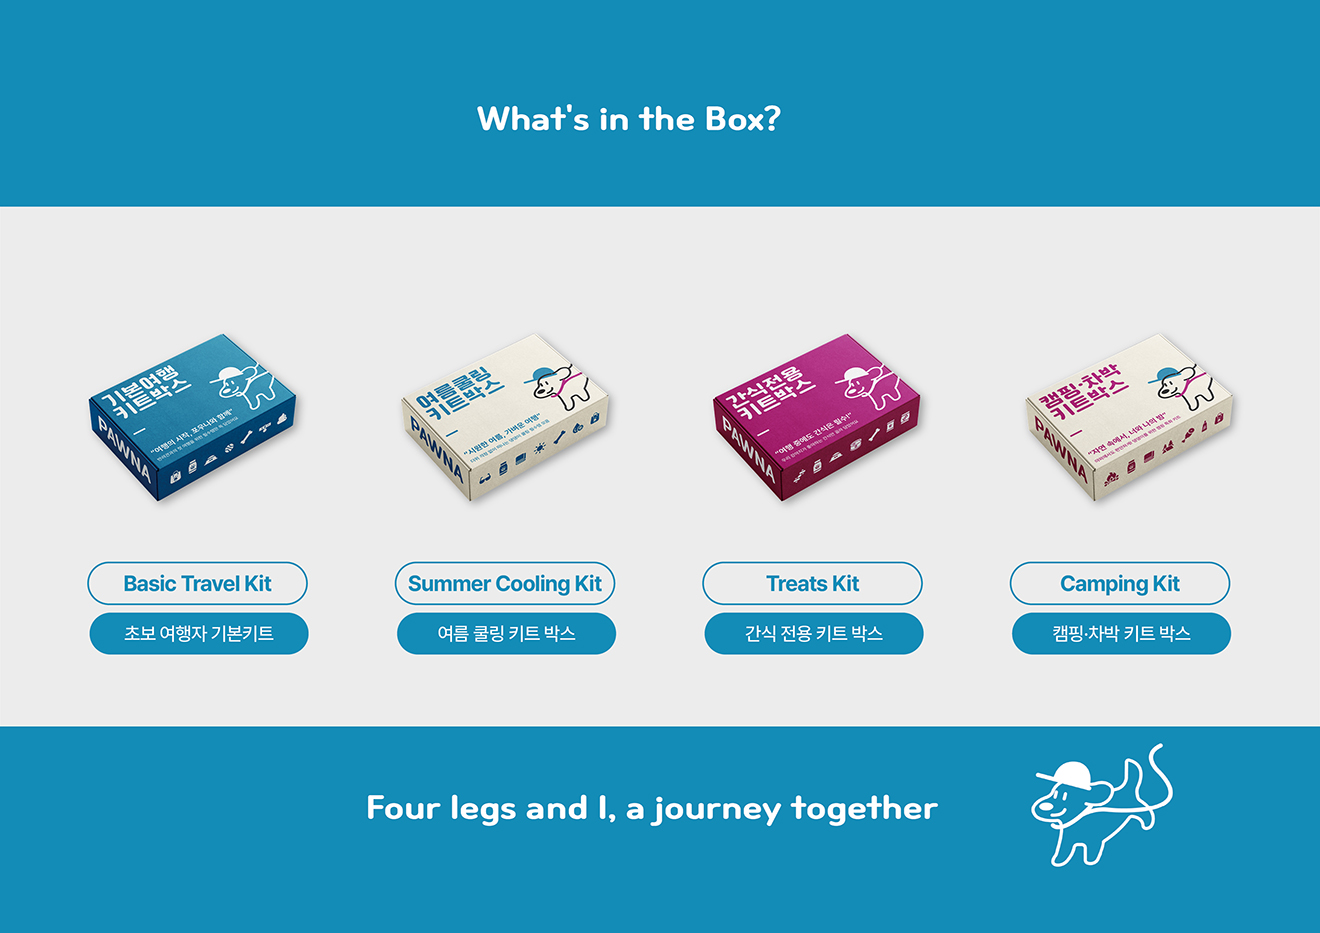 What's in the Box?
기본여행
키트박스
"여행의 시작, 포우나와 함께"
PAWNA
여름쿨링
키트박스
"시원한 여름, 가벼운 여행"
PAWNA
간식전용
키트박스
"여행 중에도 간식은 필수!"
PAWNA
캠핑·차박
키트박스
"자연 속에서, 너와 나의 밤"
PAWNA
Basic Travel Kit
초보 여행자 기본키트
Summer Cooling Kit
여름 쿨링 키트 박스
Treats Kit
간식 전용 키트 박스
Camping Kit
캠핑·차박 키트 박스
Four legs and I, a journey together